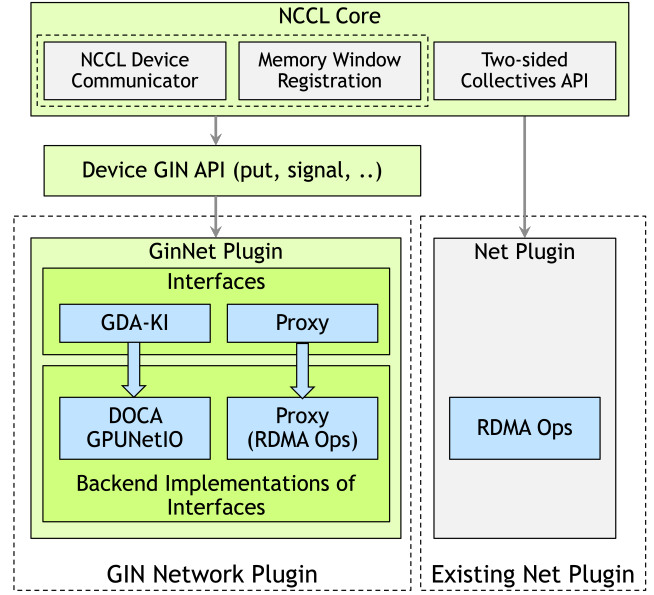 NCCL Core
NCCL Device
Communicator
Memory Window
Registration
Two-sided
Collectives API
Device GIN API (put, signal, ..)
GinNet Plugin
Interfaces
GDA-KI
Proxy
DOCA
GPUNetIO
Proxy
(RDMA Ops)
Backend Implementations of
Interfaces
GIN Network Plugin
Net Plugin
RDMA Ops
Existing Net Plugin